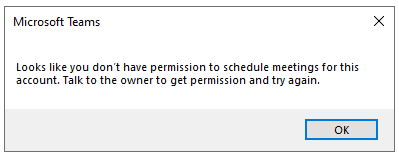 Microsoft Teams
Looks like you don't have permission to schedule meetings for this
account. Talk to the owner to get permission and try again.
OK